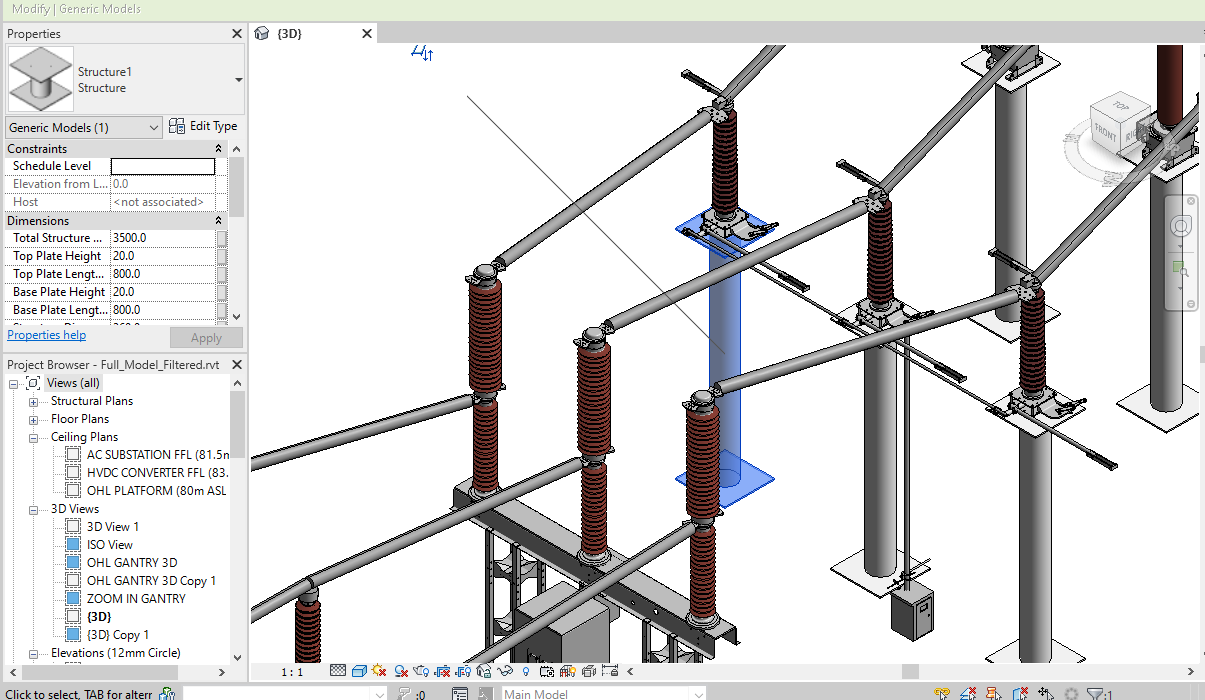 Modify | Generic Models
Properties
{3D}
Structure1
Structure
Generic Models (1)
Edit Type
Constraints
Schedule Level
Elevation from L... 0.0
Host <not associated>
Dimensions
Total Structure ... 3500.0
Top Plate Height 20.0
Top Plate Lengt... 800.0
Base Plate Height 20.0
Base Plate Lengt... 800.0
Properties help
Apply
Project Browser - Full_Model_Filtered.rvt
Views (all)
Structural Plans
Floor Plans
Ceiling Plans
AC SUBSTATION FFL (81.5m
HVDC CONVERTER FFL (83.
OHL PLATFORM (80m ASL
3D Views
3D View 1
ISO View
OHL GANTRY 3D
OHL GANTRY 3D Copy 1
ZOOM IN GANTRY
{3D}
{3D} Copy 1
Elevations (12mm Circle)
TOP
FRONT
1 : 1
Click to select, TAB for altern
:0
Main Model
:1